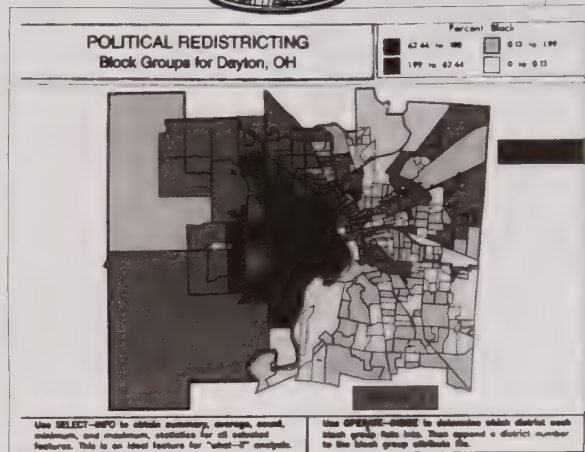 POLITICAL REDISTRICTING
Block Groups for Dayton, OH
Percent Black
62.44 to 100
0.13 to 1.99
1.99 to 62.44
0 to 0.13
Use SELECT-INFO to obtain summary, average, count,
minimum, and maximum, statistics for all selected
features. This is an ideal feature for "what-if" analysis.
Use OPERATE-INSIDE to determine which district each
block group falls into. Then append a district number
to the block group attribute file.